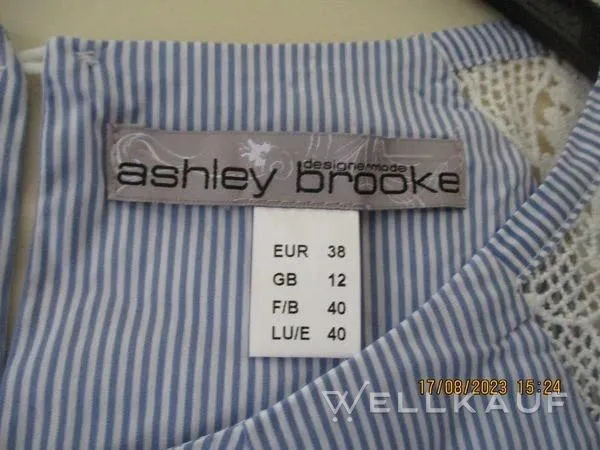 designermode
ashley brooke
EUR 38
GB 12
F/B 40
LU/E 40
17/08/2023 15:24
WELLKAUF